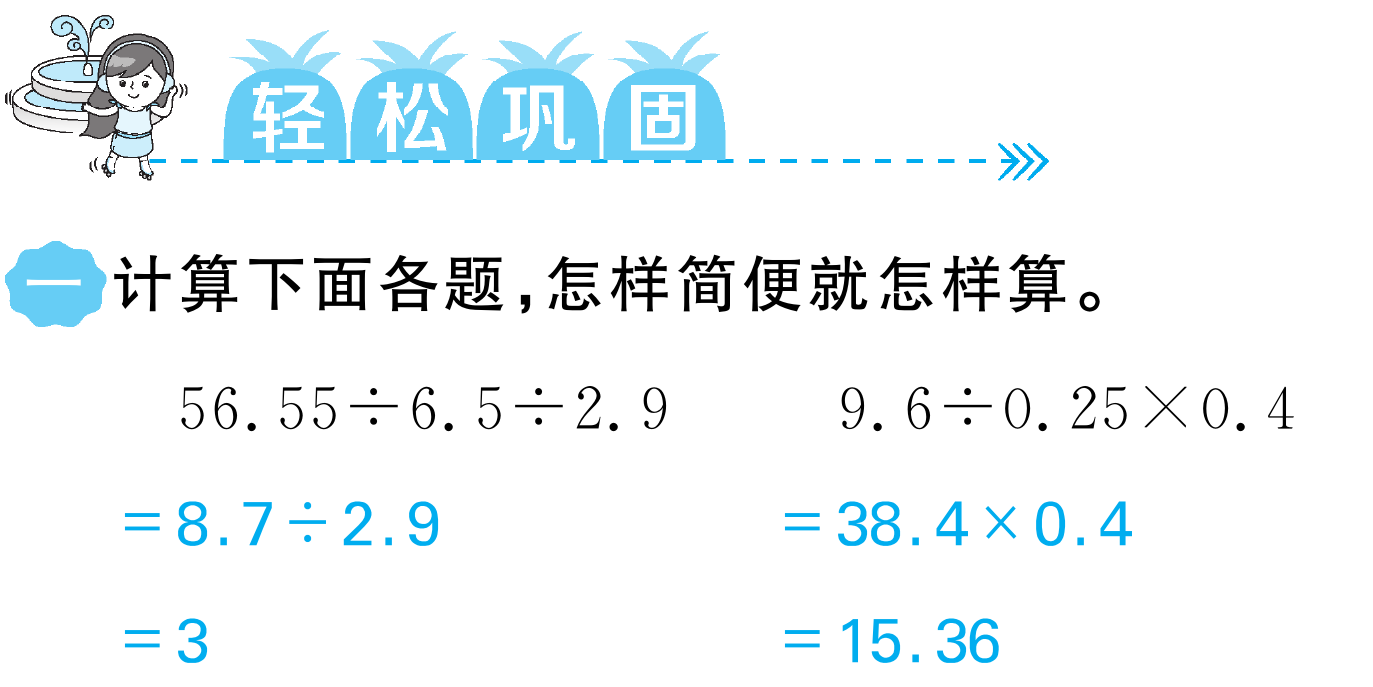 轻松巩固
一 计算下面各题,怎样简便就怎样算。
56.55÷6.5÷2.9 9.6÷0.25×0.4
=8.7÷2.9 =38.4×0.4
=3 =15.36